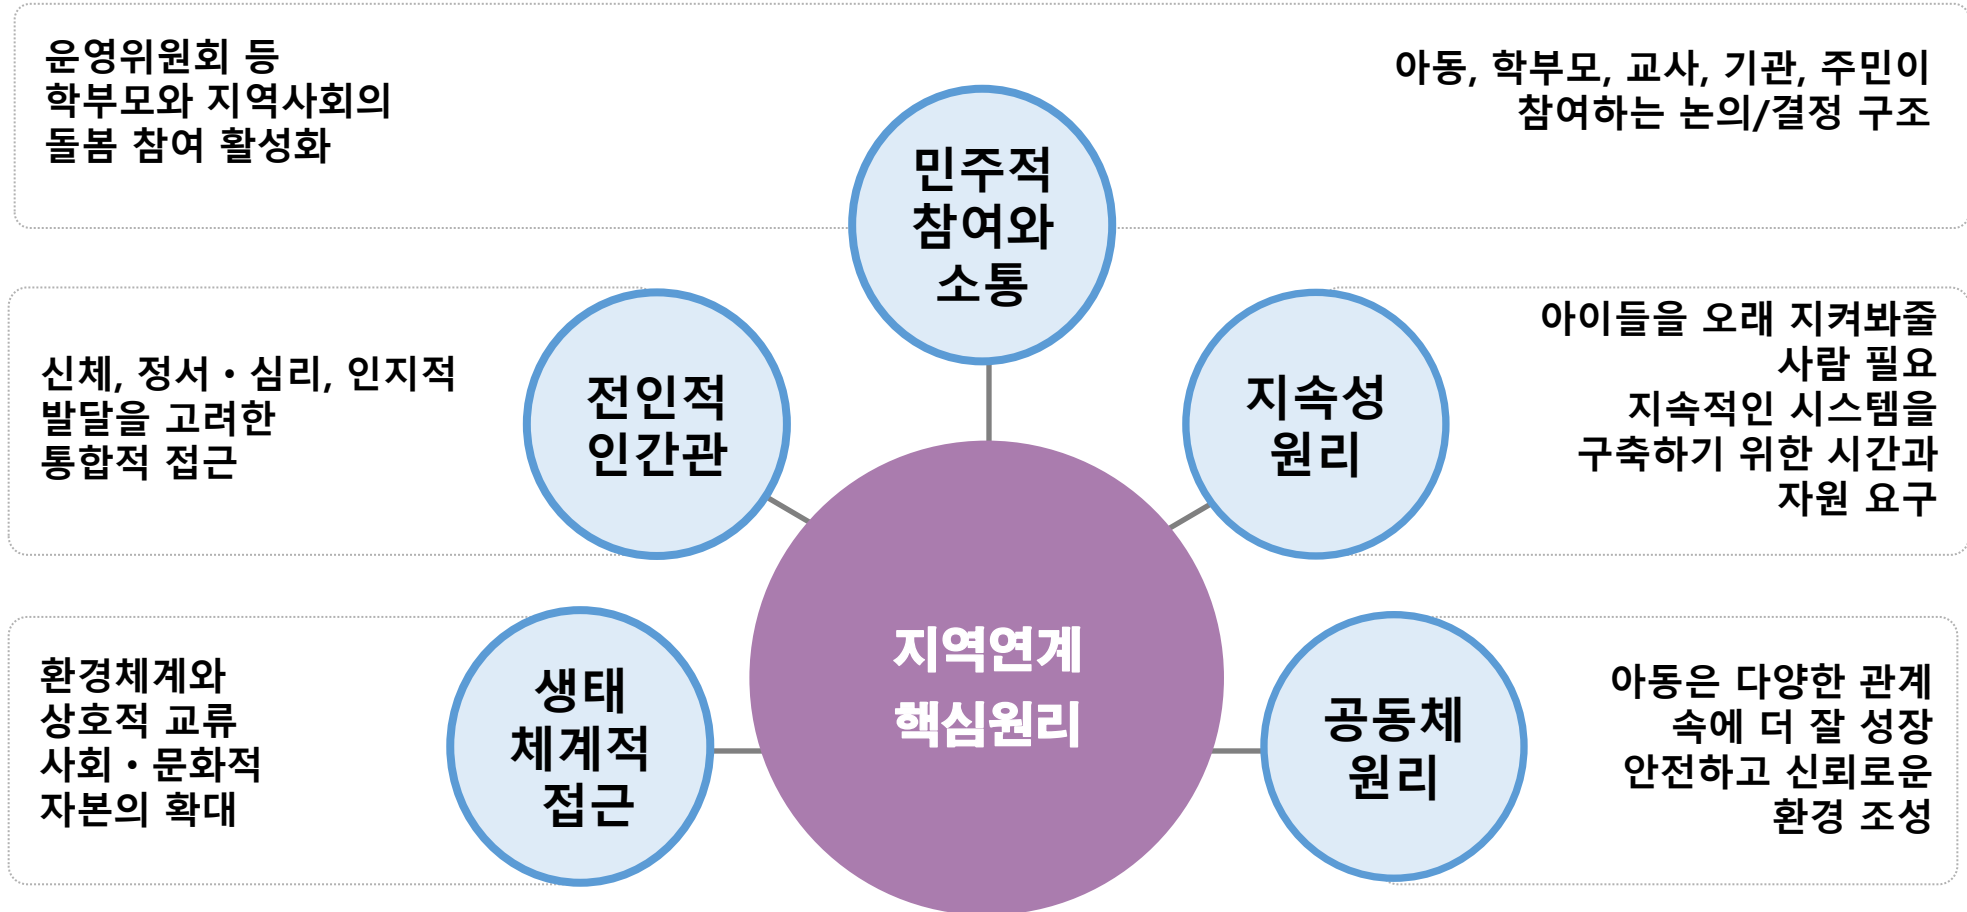 운영위원회 등
학부모와 지역사회의
돌봄 참여 활성화
아동, 학부모, 교사, 기관, 주민이
참여하는 논의/결정 구조
민주적
참여와
소통
신체, 정서・심리, 인지적
발달을 고려한
통합적 접근
전인적
인간관
지속성
원리
아이들을 오래 지켜봐줄
사람 필요
지속적인 시스템을
구축하기 위한 시간과
자원 요구
환경체계와
상호적 교류
사회・문화적
자본의 확대
생태
체계적
접근
지역연계
핵심원리
공동체
원리
아동은 다양한 관계
속에 더 잘 성장
안전하고 신뢰로운
환경 조성